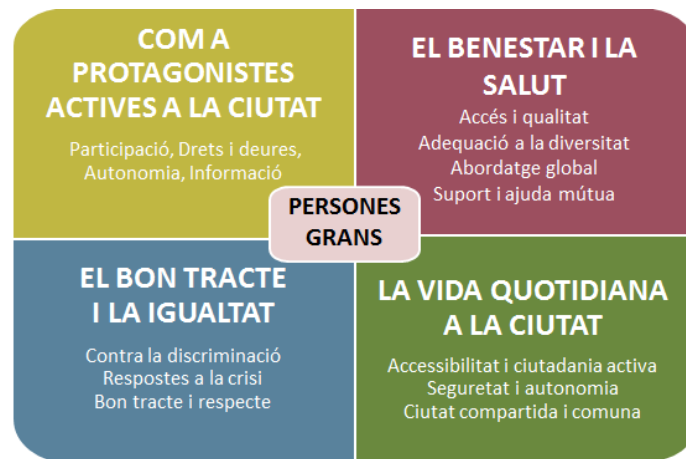 COM A
PROTAGONISTES
ACTIVES A LA CIUTAT
Participació, Drets i deures,
Autonomia, Informació
EL BENESTAR I LA
SALUT
Accés i qualitat
Adequació a la diversitat
Abordatge global
Suport i ajuda mútua
PERSONES
GRANS
EL BON TRACTE
I LA IGUALTAT
Contra la discriminació
Respostes a la crisi
Bon tracte i respecte
LA VIDA QUOTIDIANA
A LA CIUTAT
Accessibilitat i ciutadania activa
Seguretat i autonomia
Ciutat compartida i comuna